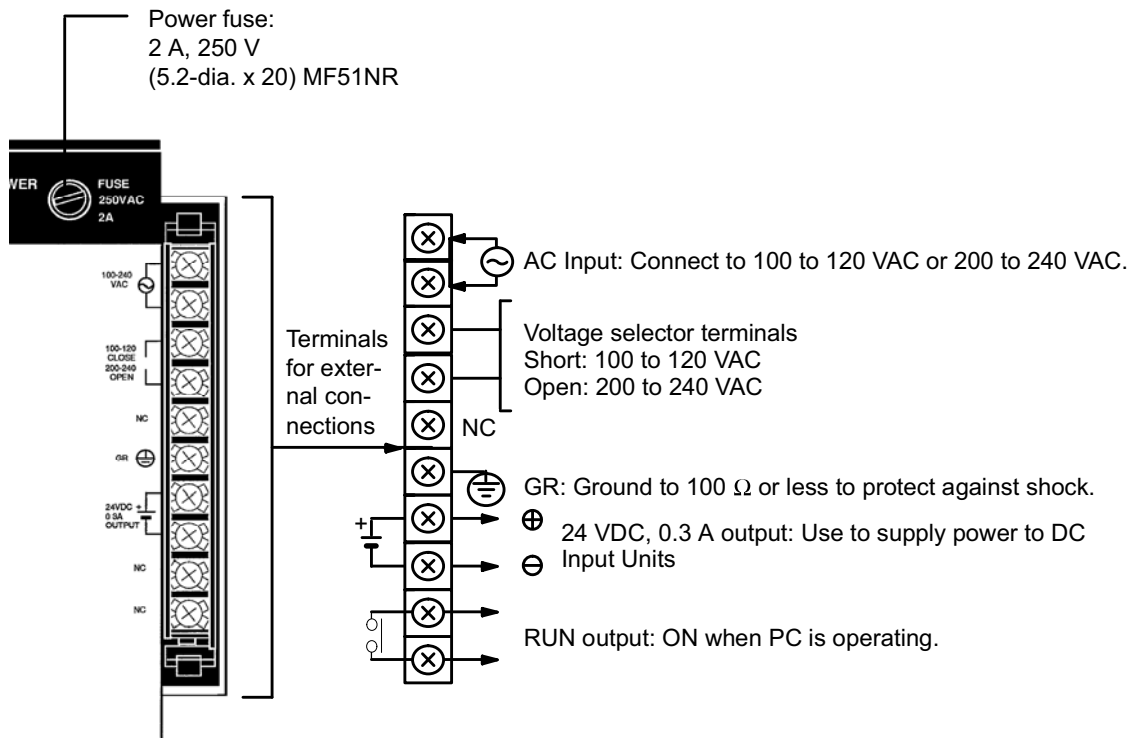 Power fuse:
2 A, 250 V
(5.2-dia. x 20) MF51NR
WER
FUSE
250VAC
2A
100-240
VAC
100-120
CLOSE
200-240
OPEN
NC
GR
24VDC +
0.3A
OUTPUT
NC
NC
Terminals
for exter-
nal con-
nections
AC Input: Connect to 100 to 120 VAC or 200 to 240 VAC.
Voltage selector terminals
Short: 100 to 120 VAC
Open: 200 to 240 VAC
NC
GR: Ground to 100 Ω or less to protect against shock.
+
24 VDC, 0.3 A output: Use to supply power to DC
Input Units
RUN output: ON when PC is operating.